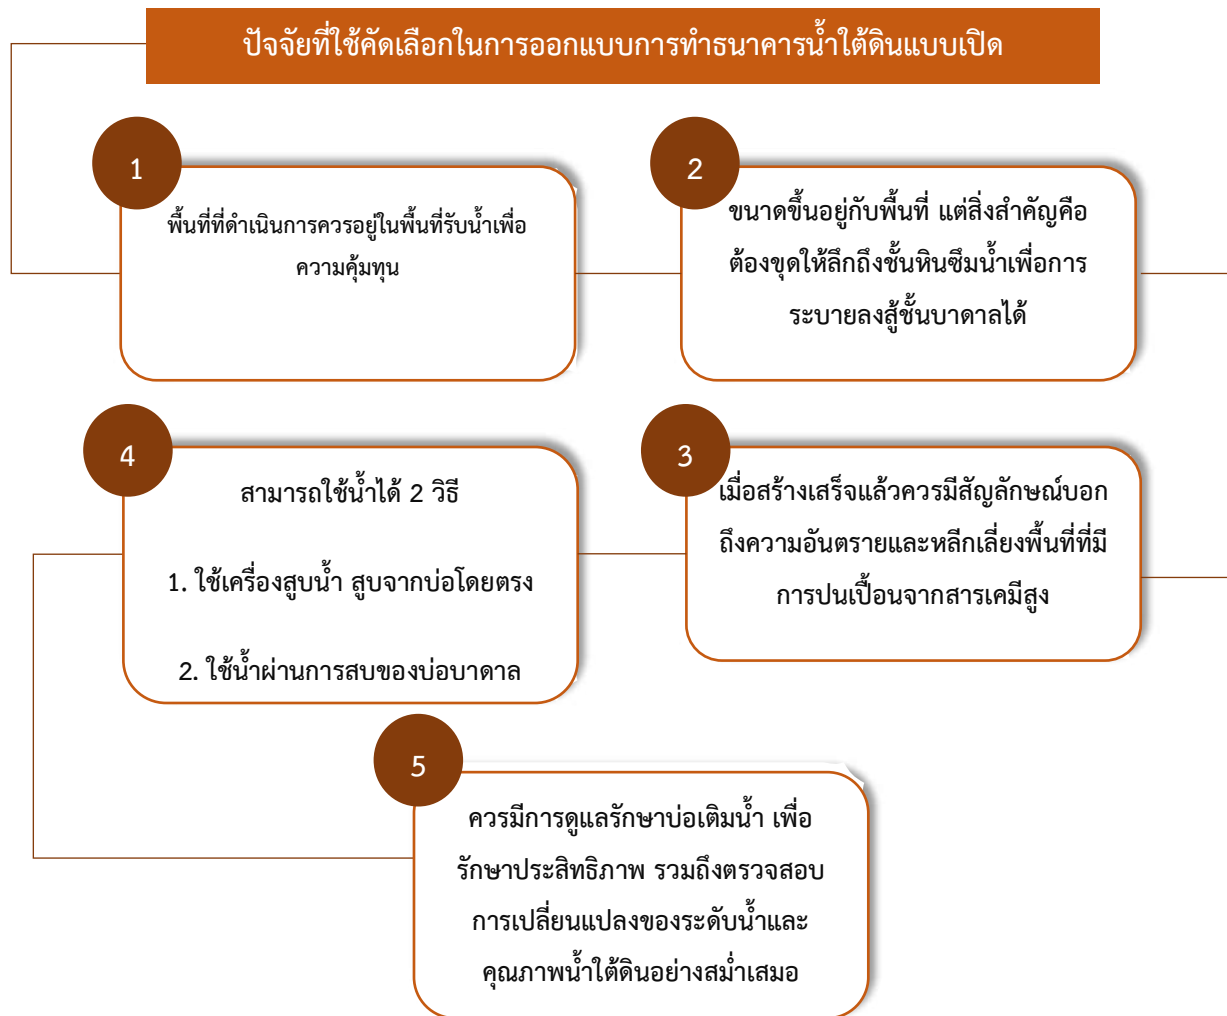 ปัจจัยที่ใช้คัดเลือกในการออกแบบการทำธนาคารน้ำใต้ดินแบบเปิด
1
พื้นที่ที่ดำเนินการควรอยู่ในพื้นที่รับน้ำเพื่อ
ความคุ้มทุน
2
ขนาดขึ้นอยู่กับพื้นที่ แต่สิ่งสำคัญคือ
ต้องขุดให้ลึกถึงชั้นหินซึมน้ำเพื่อการ
ระบายลงสู้ชั้นบาดาลได้
3
เมื่อสร้างเสร็จแล้วควรมีสัญลักษณ์บอก
ถึงความอันตรายและหลีกเลี่ยงพื้นที่ที่มี
การปนเปื้อนจากสารเคมีสูง
4
สามารถใช้น้ำได้ 2 วิธี
1. ใช้เครื่องสูบน้ำ สูบจากบ่อโดยตรง
2. ใช้น้ำผ่านการสบของบ่อบาดาล
5
ควรมีการดูแลรักษาบ่อเติมน้ำ เพื่อ
รักษาประสิทธิภาพ รวมถึงตรวจสอบ
การเปลี่ยนแปลงของระดับน้ำและ
คุณภาพน้ำใต้ดินอย่างสม่ำเสมอ